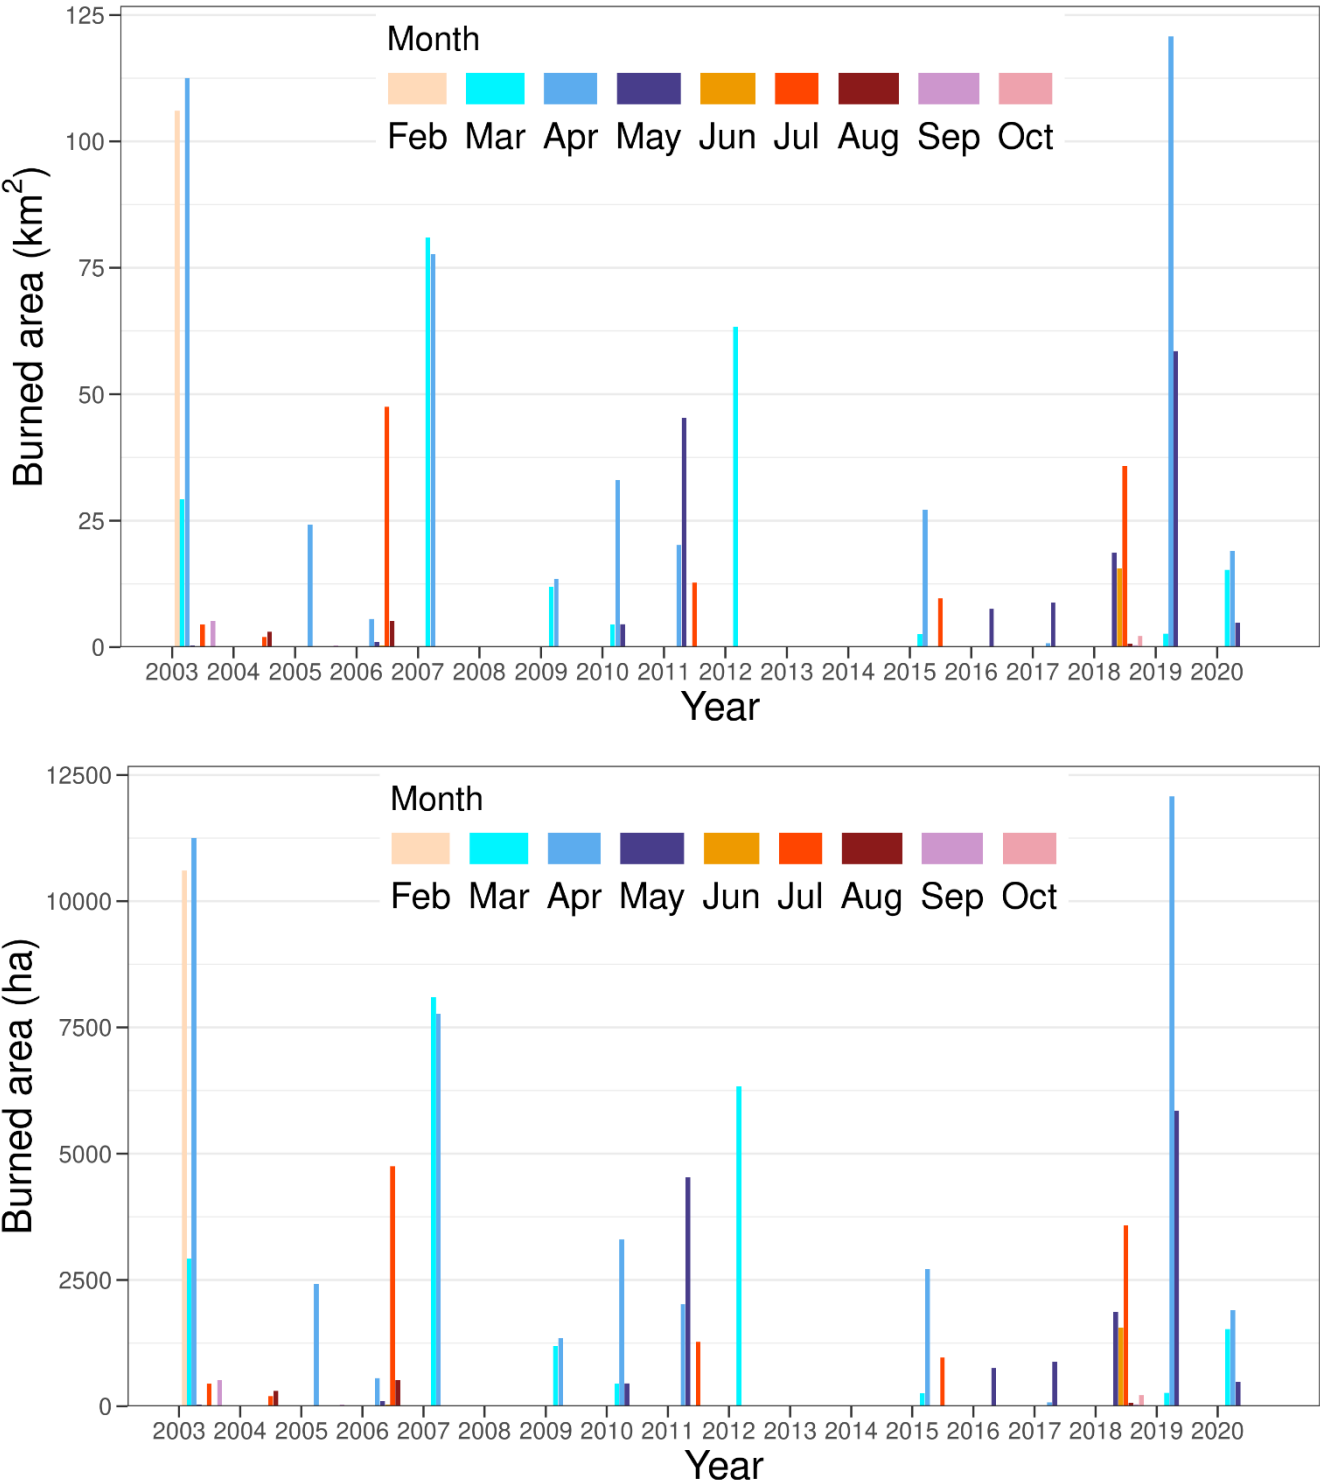 125
100
75
50
25
0
Burned area (km²)
Month
Feb Mar Apr May Jun Jul Aug Sep Oct
2003 2004 2005 2006 2007 2008 2009 2010 2011 2012 2013 2014 2015 2016 2017 2018 2019 2020
Year
12500
10000
7500
5000
2500
0
Burned area (ha)
Month
Feb Mar Apr May Jun Jul Aug Sep Oct
2003 2004 2005 2006 2007 2008 2009 2010 2011 2012 2013 2014 2015 2016 2017 2018 2019 2020
Year